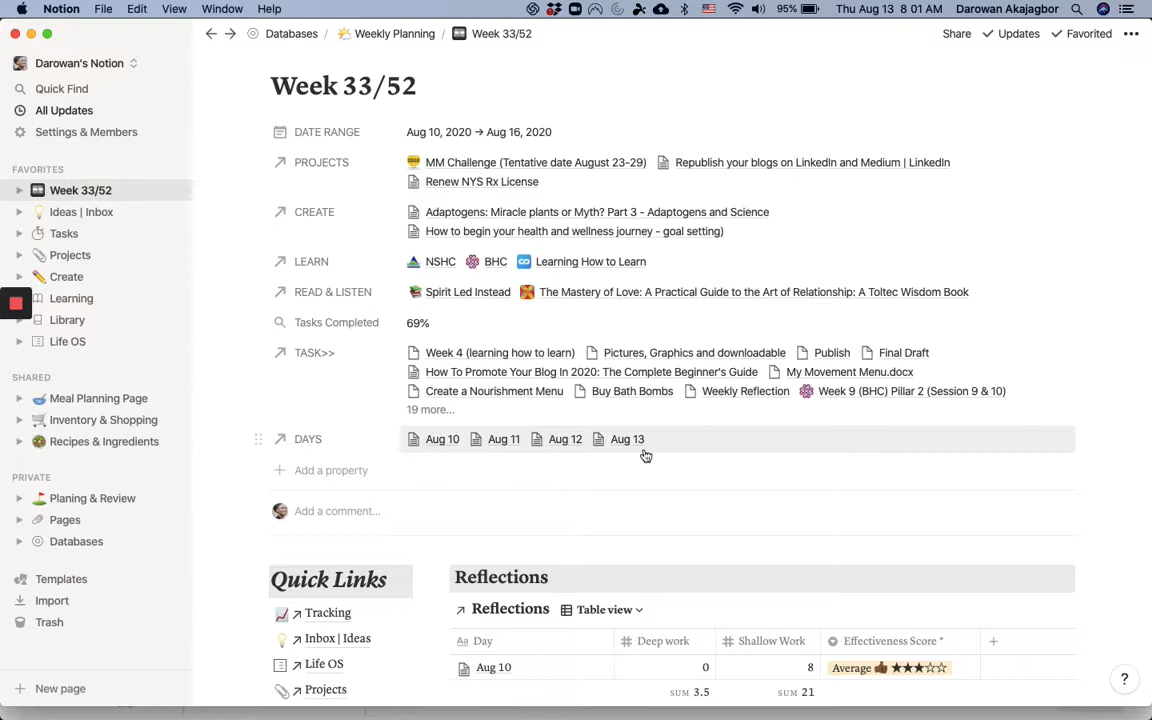 Notion File Edit View Window Help 95% Thu Aug 13 8:01 AM Darowan Akajagbor
Databases / Weekly Planning / Week 33/52 Share Updates Favorited
Darowan's Notion
Quick Find
All Updates
Settings & Members
FAVORITES
Week 33/52
Ideas | Inbox
Tasks
Projects
Create
Learning
Library
Life OS
SHARED
Meal Planning Page
Inventory & Shopping
Recipes & Ingredients
PRIVATE
Planing & Review
Pages
Databases
Templates
Import
Trash
New page
Week 33/52
DATE RANGE Aug 10, 2020 → Aug 16, 2020
PROJECTS MM Challenge (Tentative date August 23-29) Republish your blogs on LinkedIn and Medium | LinkedIn
Renew NYS Rx License
CREATE Adaptogens: Miracle plants or Myth? Part 3 - Adaptogens and Science
How to begin your health and wellness journey - goal setting)
LEARN NSHC BHC Learning How to Learn
READ & LISTEN Spirit Led Instead The Mastery of Love: A Practical Guide to the Art of Relationship: A Toltec Wisdom Book
Tasks Completed 69%
TASK>> Week 4 (learning how to learn) Pictures, Graphics and downloadable Publish Final Draft
How To Promote Your Blog In 2020: The Complete Beginner's Guide My Movement Menu.docx
Create a Nourishment Menu Buy Bath Bombs Weekly Reflection Week 9 (BHC) Pillar 2 (Session 9 & 10)
19 more...
DAYS Aug 10 Aug 11 Aug 12 Aug 13
Add a property
Add a comment...
Quick Links
Tracking
Inbox | Ideas
Life OS
Projects
Reflections
Reflections Table view
Aa Day Deep work Shallow Work Effectiveness Score *
Aug 10 0 8 Average ★★★☆☆
SUM 3.5 SUM 21
?